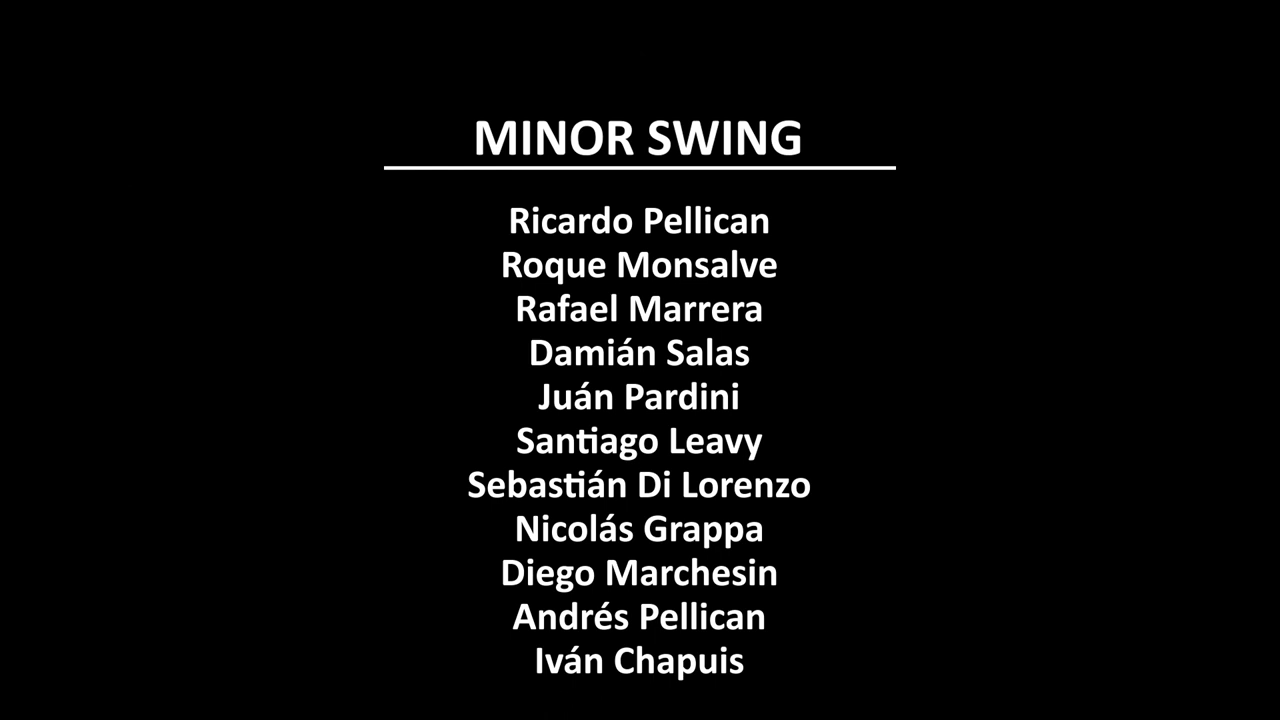 MINOR SWING
Ricardo Pellican
Roque Monsalve
Rafael Marrera
Damián Salas
Juán Pardini
Santiago Leavy
Sebastián Di Lorenzo
Nicolás Grappa
Diego Marchesin
Andrés Pellican
Iván Chapuis